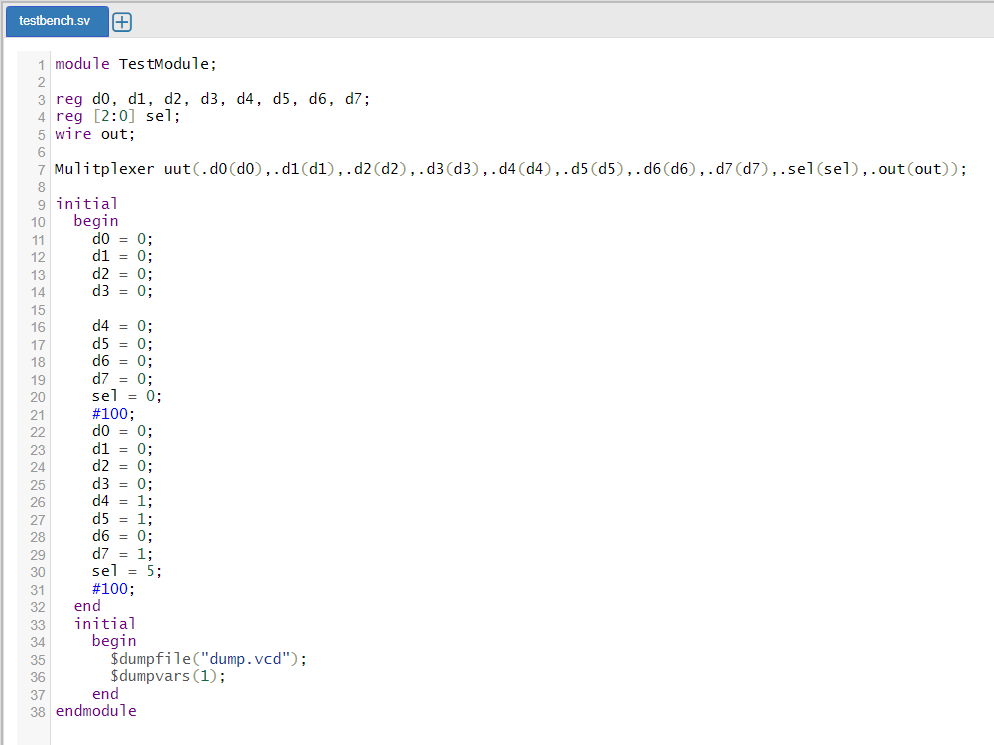 testbench.sv
1 module TestModule;
2
3 reg d0, d1, d2, d3, d4, d5, d6, d7;
4 reg [2:0] sel;
5 wire out;
6
7 Mulitplexer uut(.d0(d0),.d1(d1),.d2(d2),.d3(d3),.d4(d4),.d5(d5),.d6(d6),.d7(d7),.sel(sel),.out(out));
8
9 initial
10   begin
11     d0 = 0;
12     d1 = 0;
13     d2 = 0;
14     d3 = 0;
15
16     d4 = 0;
17     d5 = 0;
18     d6 = 0;
19     d7 = 0;
20     sel = 0;
21     #100;
22     d0 = 0;
23     d1 = 0;
24     d2 = 0;
25     d3 = 0;
26     d4 = 1;
27     d5 = 1;
28     d6 = 0;
29     d7 = 1;
30     sel = 5;
31     #100;
32   end
33   initial
34     begin
35       $dumpfile("dump.vcd");
36       $dumpvars(1);
37     end
38 endmodule